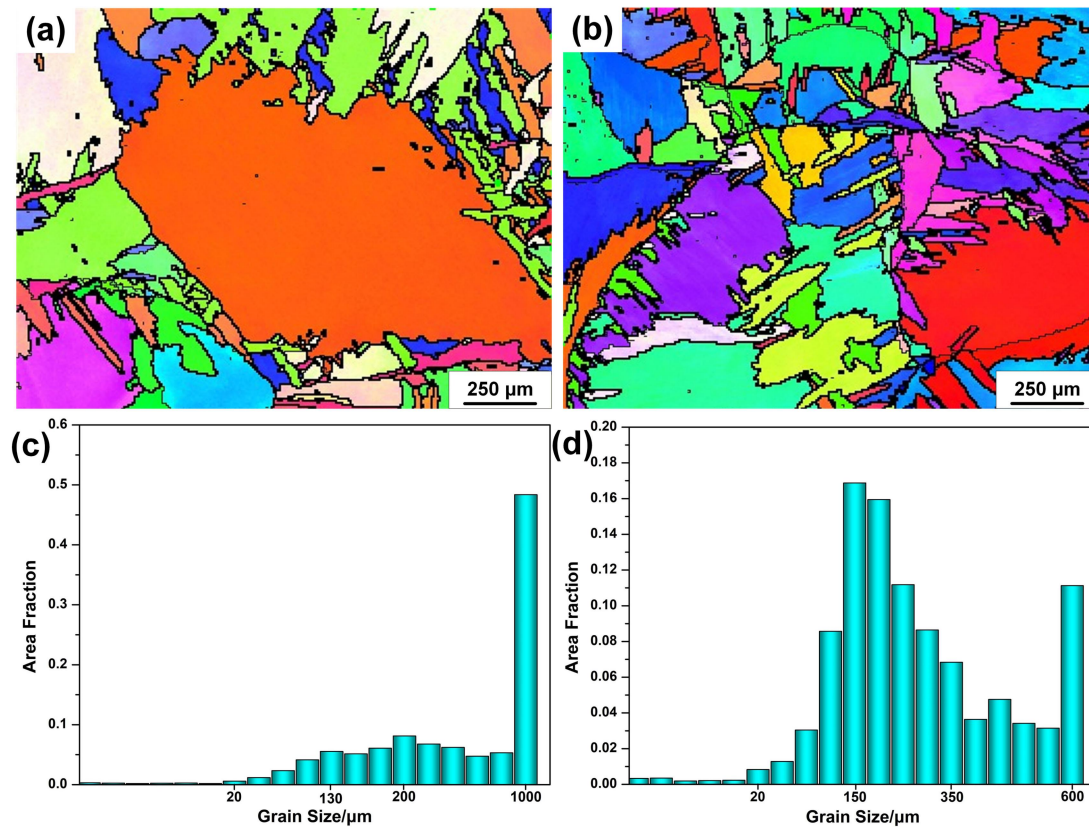 (a)
250 µm
(b)
250 µm
(c)
0.6
0.5
0.4
0.3
0.2
0.1
0.0
Area Fraction
20
130
200
1000
Grain Size/µm
(d)
0.20
0.18
0.16
0.14
0.12
0.10
0.08
0.06
0.04
0.02
0.00
Area Fraction
20
150
350
600
Grain Size/µm